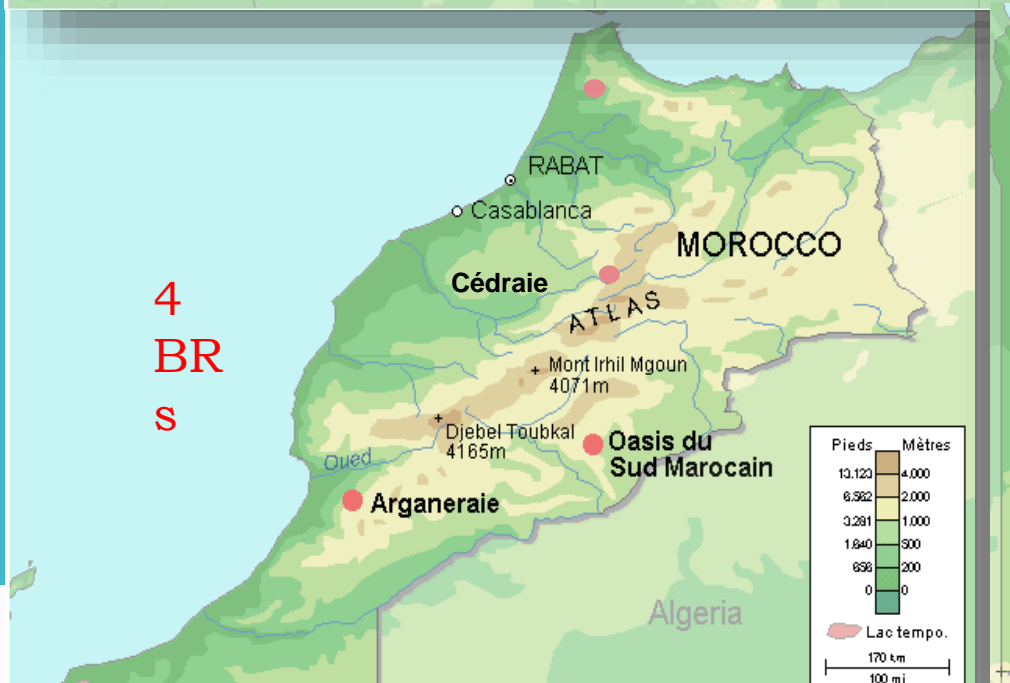 RABAT
Casablanca
MOROCCO
Cédraie
4
BR
s
ATLAS
Mont Irhil Mgoun
4071m
Djebel Toubkal
4165m
Oued
Oasis du
Sud Marocain
Arganeraie
Algeria
Pieds Mètres
13.123 4.000
6.562 2.000
3.281 1.000
1.640 500
656 200
0 0
Lac tempo.
170 km
100 mi